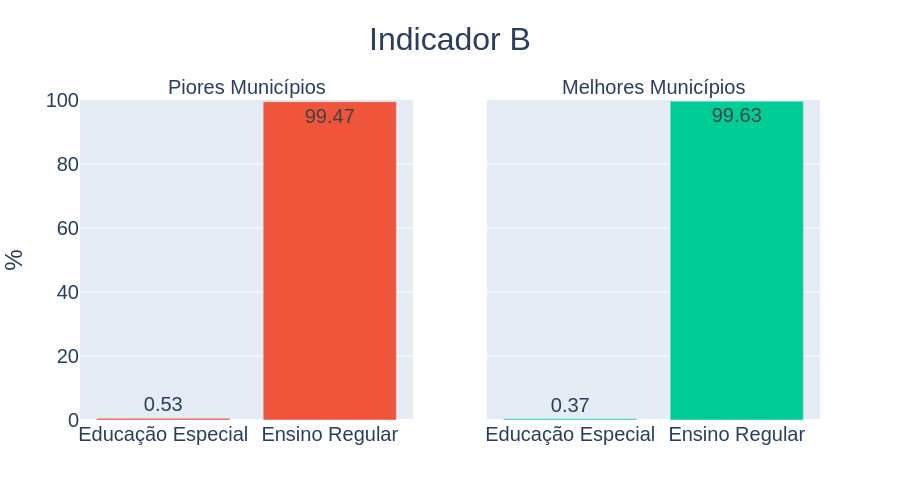 Indicador B
Piores Municípios
Melhores Municípios
100
80
60
40
20
0
%
99.47
0.53
99.63
0.37
Educação Especial
Ensino Regular
Educação Especial
Ensino Regular